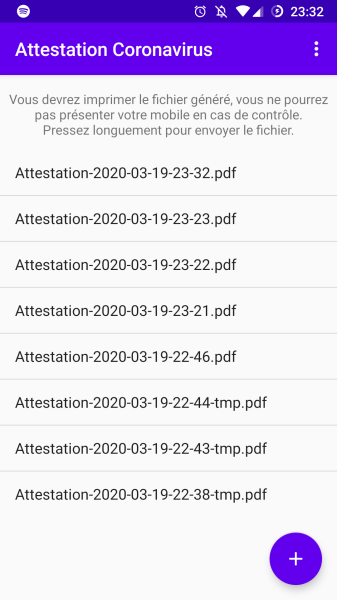 23:32
Attestation Coronavirus
Vous devrez imprimer le fichier généré, vous ne pourrez
pas présenter votre mobile en cas de contrôle.
Pressez longuement pour envoyer le fichier.
Attestation-2020-03-19-23-32.pdf
Attestation-2020-03-19-23-23.pdf
Attestation-2020-03-19-23-22.pdf
Attestation-2020-03-19-23-21.pdf
Attestation-2020-03-19-22-46.pdf
Attestation-2020-03-19-22-44-tmp.pdf
Attestation-2020-03-19-22-43-tmp.pdf
Attestation-2020-03-19-22-38-tmp.pdf